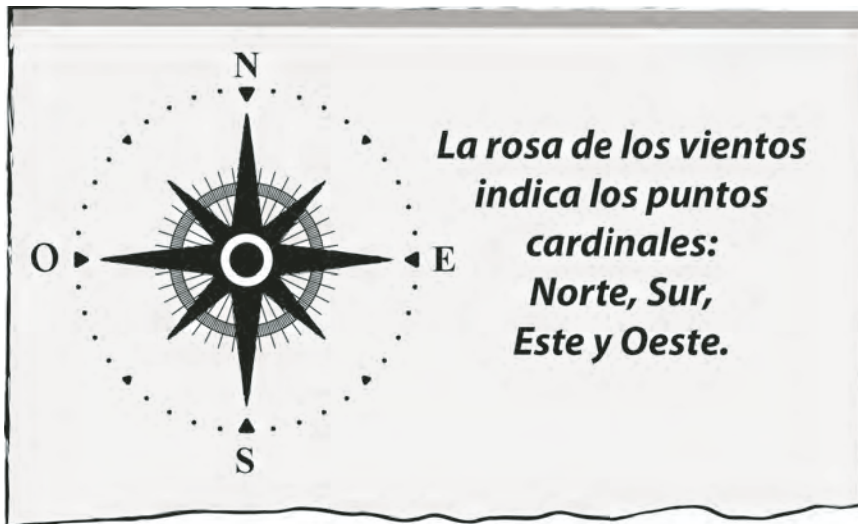 N
O
E
S
La rosa de los vientos
indica los puntos
cardinales:
Norte, Sur,
Este y Oeste.